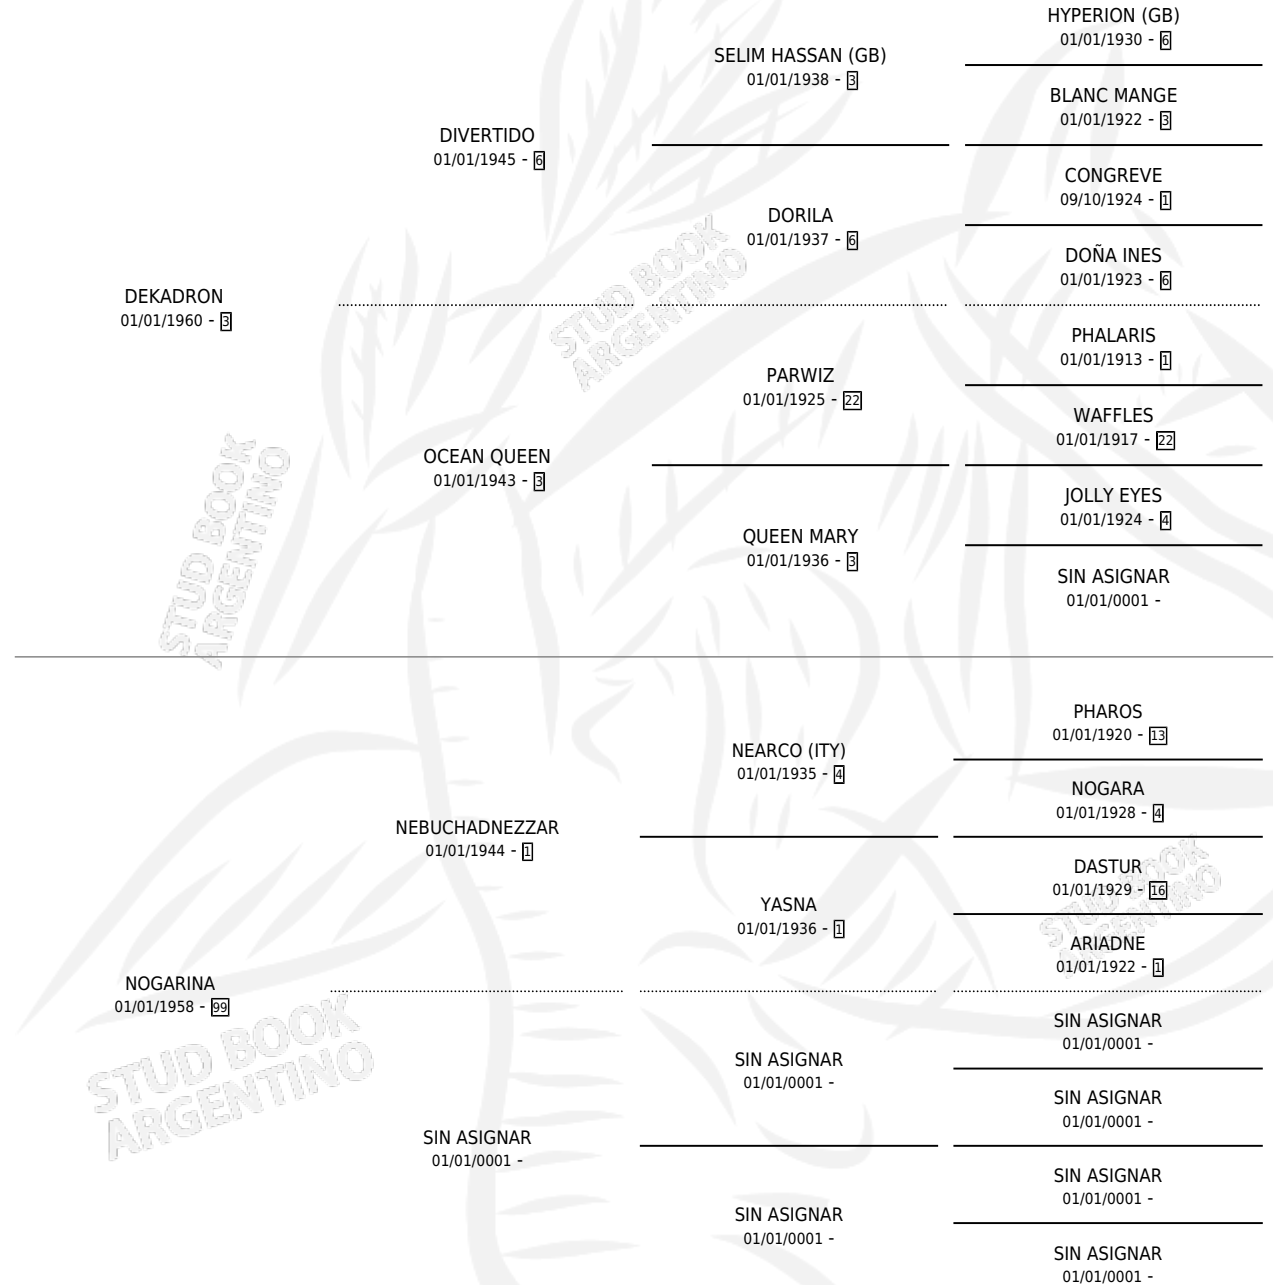 HYPERION (GB)
01/01/1930 - 6
SELIM HASSAN (GB)
01/01/1938 - 3
BLANC MANGE
01/01/1922 - 3
DIVERTIDO
01/01/1945 - 6
CONGREVE
09/10/1924 - 1
DORILA
01/01/1937 - 6
DOÑA INES
01/01/1923 - 6
DEKADRON
01/01/1960 - 3
PHALARIS
01/01/1913 - 1
PARWIZ
01/01/1925 - 22
WAFFLES
01/01/1917 - 22
OCEAN QUEEN
01/01/1943 - 3
JOLLY EYES
01/01/1924 - 4
QUEEN MARY
01/01/1936 - 3
SIN ASIGNAR
01/01/0001 -
PHAROS
01/01/1920 - 13
NEARCO (ITY)
01/01/1935 - 4
NOGARA
01/01/1928 - 4
NEBUCHADNEZZAR
01/01/1944 - 1
DASTUR
01/01/1929 - 16
YASNA
01/01/1936 - 1
ARIADNE
01/01/1922 - 1
NOGARINA
01/01/1958 - 99
SIN ASIGNAR
01/01/0001 -
SIN ASIGNAR
01/01/0001 -
SIN ASIGNAR
01/01/0001 -
SIN ASIGNAR
01/01/0001 -
SIN ASIGNAR
01/01/0001 -
SIN ASIGNAR
01/01/0001 -
SIN ASIGNAR
01/01/0001 -
STUD BOOK
ARGENTINO
STUD BOOK
ARGENTINO
STUD BOOK
ARGENTINO
STUD BOOK
ARGENTINO